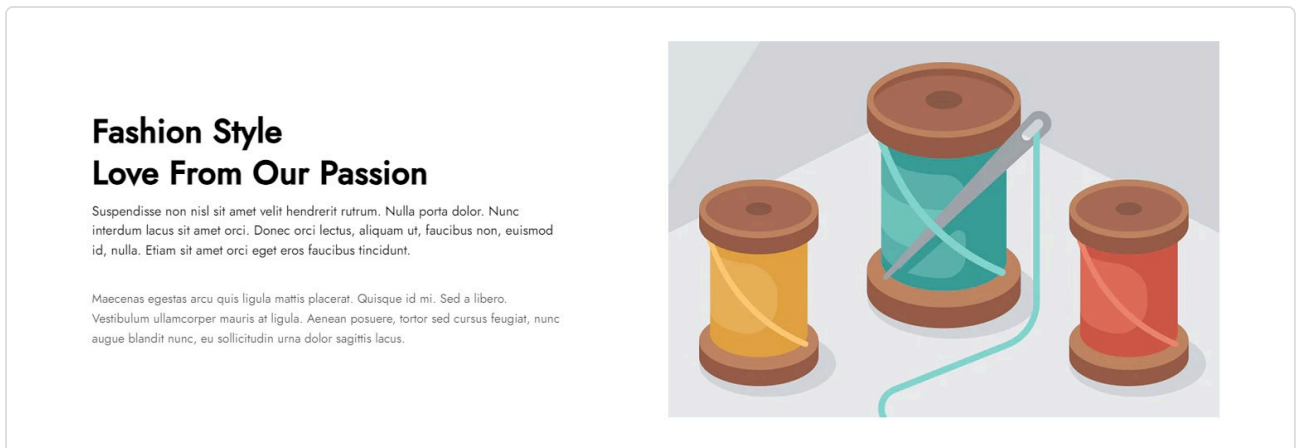 Fashion Style
Love From Our Passion
Suspendisse non nisl sit amet velit hendrerit rutrum. Nulla porta dolor. Nunc
interdum lacus sit amet orci. Donec orci lectus, aliquam ut, faucibus non, euismod
id, nulla. Etiam sit amet orci eget eros faucibus tincidunt.
Maecenas egestas arcu quis ligula mattis placerat. Quisque id mi. Sed a libero.
Vestibulum ullamcorper mauris at ligula. Aenean posuere, tortor sed cursus feugiat, nunc
augue blandit nunc, eu sollicitudin urna dolor sagittis lacus.